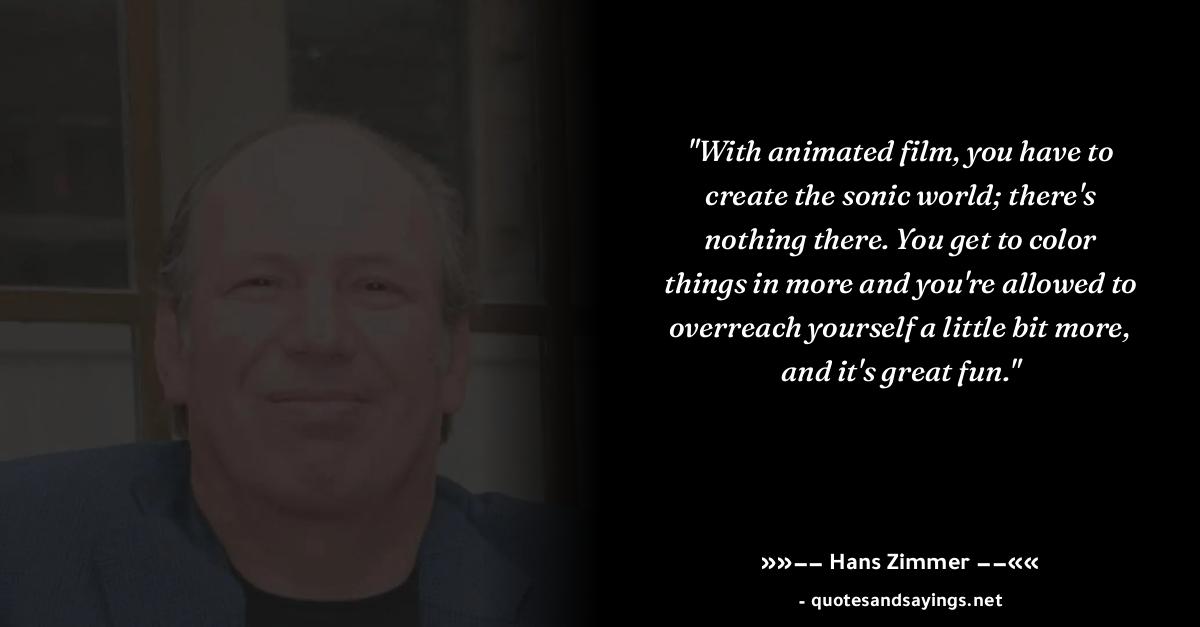 "With animated film, you have to
create the sonic world; there's
nothing there. You get to color
things in more and you're allowed to
overreach yourself a little bit more,
and it's great fun."
»»−− Hans Zimmer −−««
- quotesandsayings.net